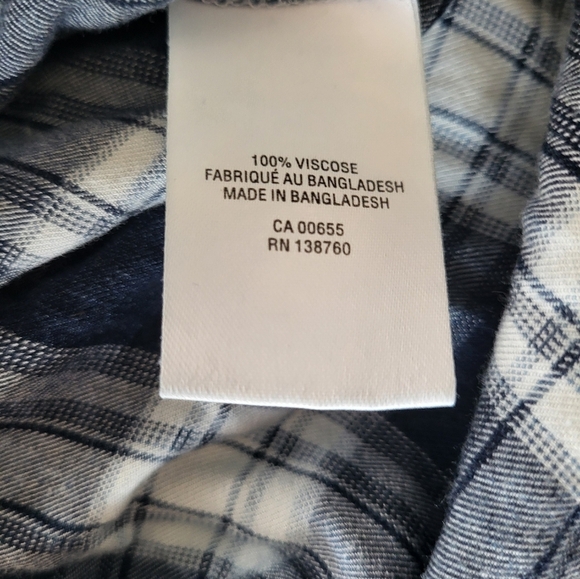 100% VISCOSE
FABRIQUÉ AU BANGLADESH
MADE IN BANGLADESH
CA 00655
RN 138760